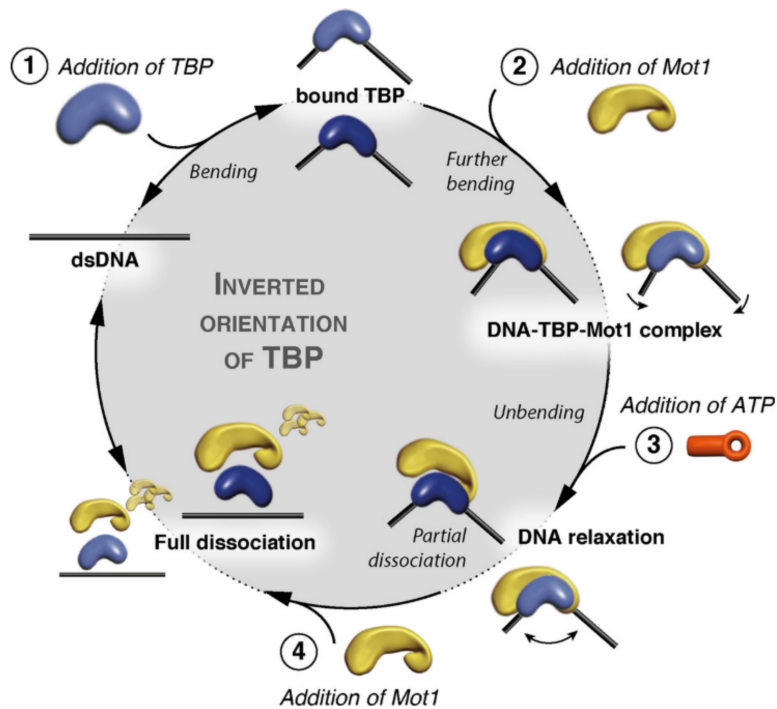 1 Addition of TBP
bound TBP
2 Addition of Mot1
Bending
Further
bending
dsDNA
INVERTED
ORIENTATION
OF TBP
DNA-TBP-Mot1 complex
Unbending
Addition of ATP
3
Partial
dissociation
Full dissociation
DNA relaxation
4
Addition of Mot1